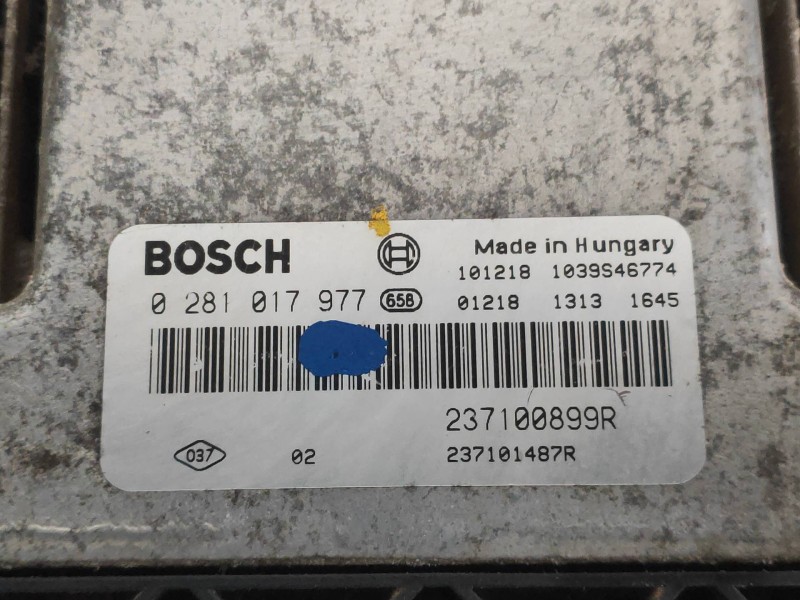 BOSCH Made in Hungary
101218 1039S46774
0 281 017 977 658 01218 1313 1645
237100899R
037 02 237101487R